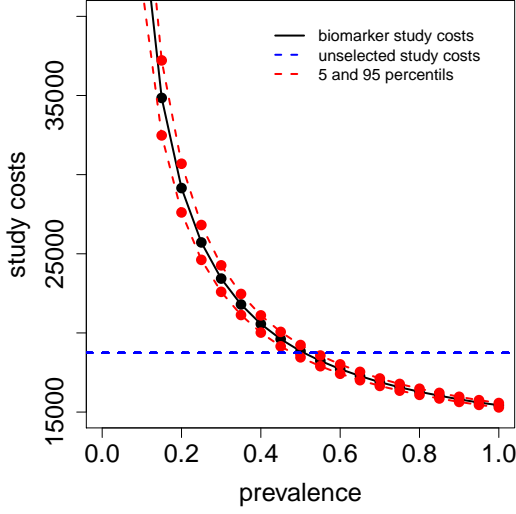 biomarker study costs
unselected study costs
5 and 95 percentils
study costs
35000
25000
15000
0.0 0.2 0.4 0.6 0.8 1.0
prevalence